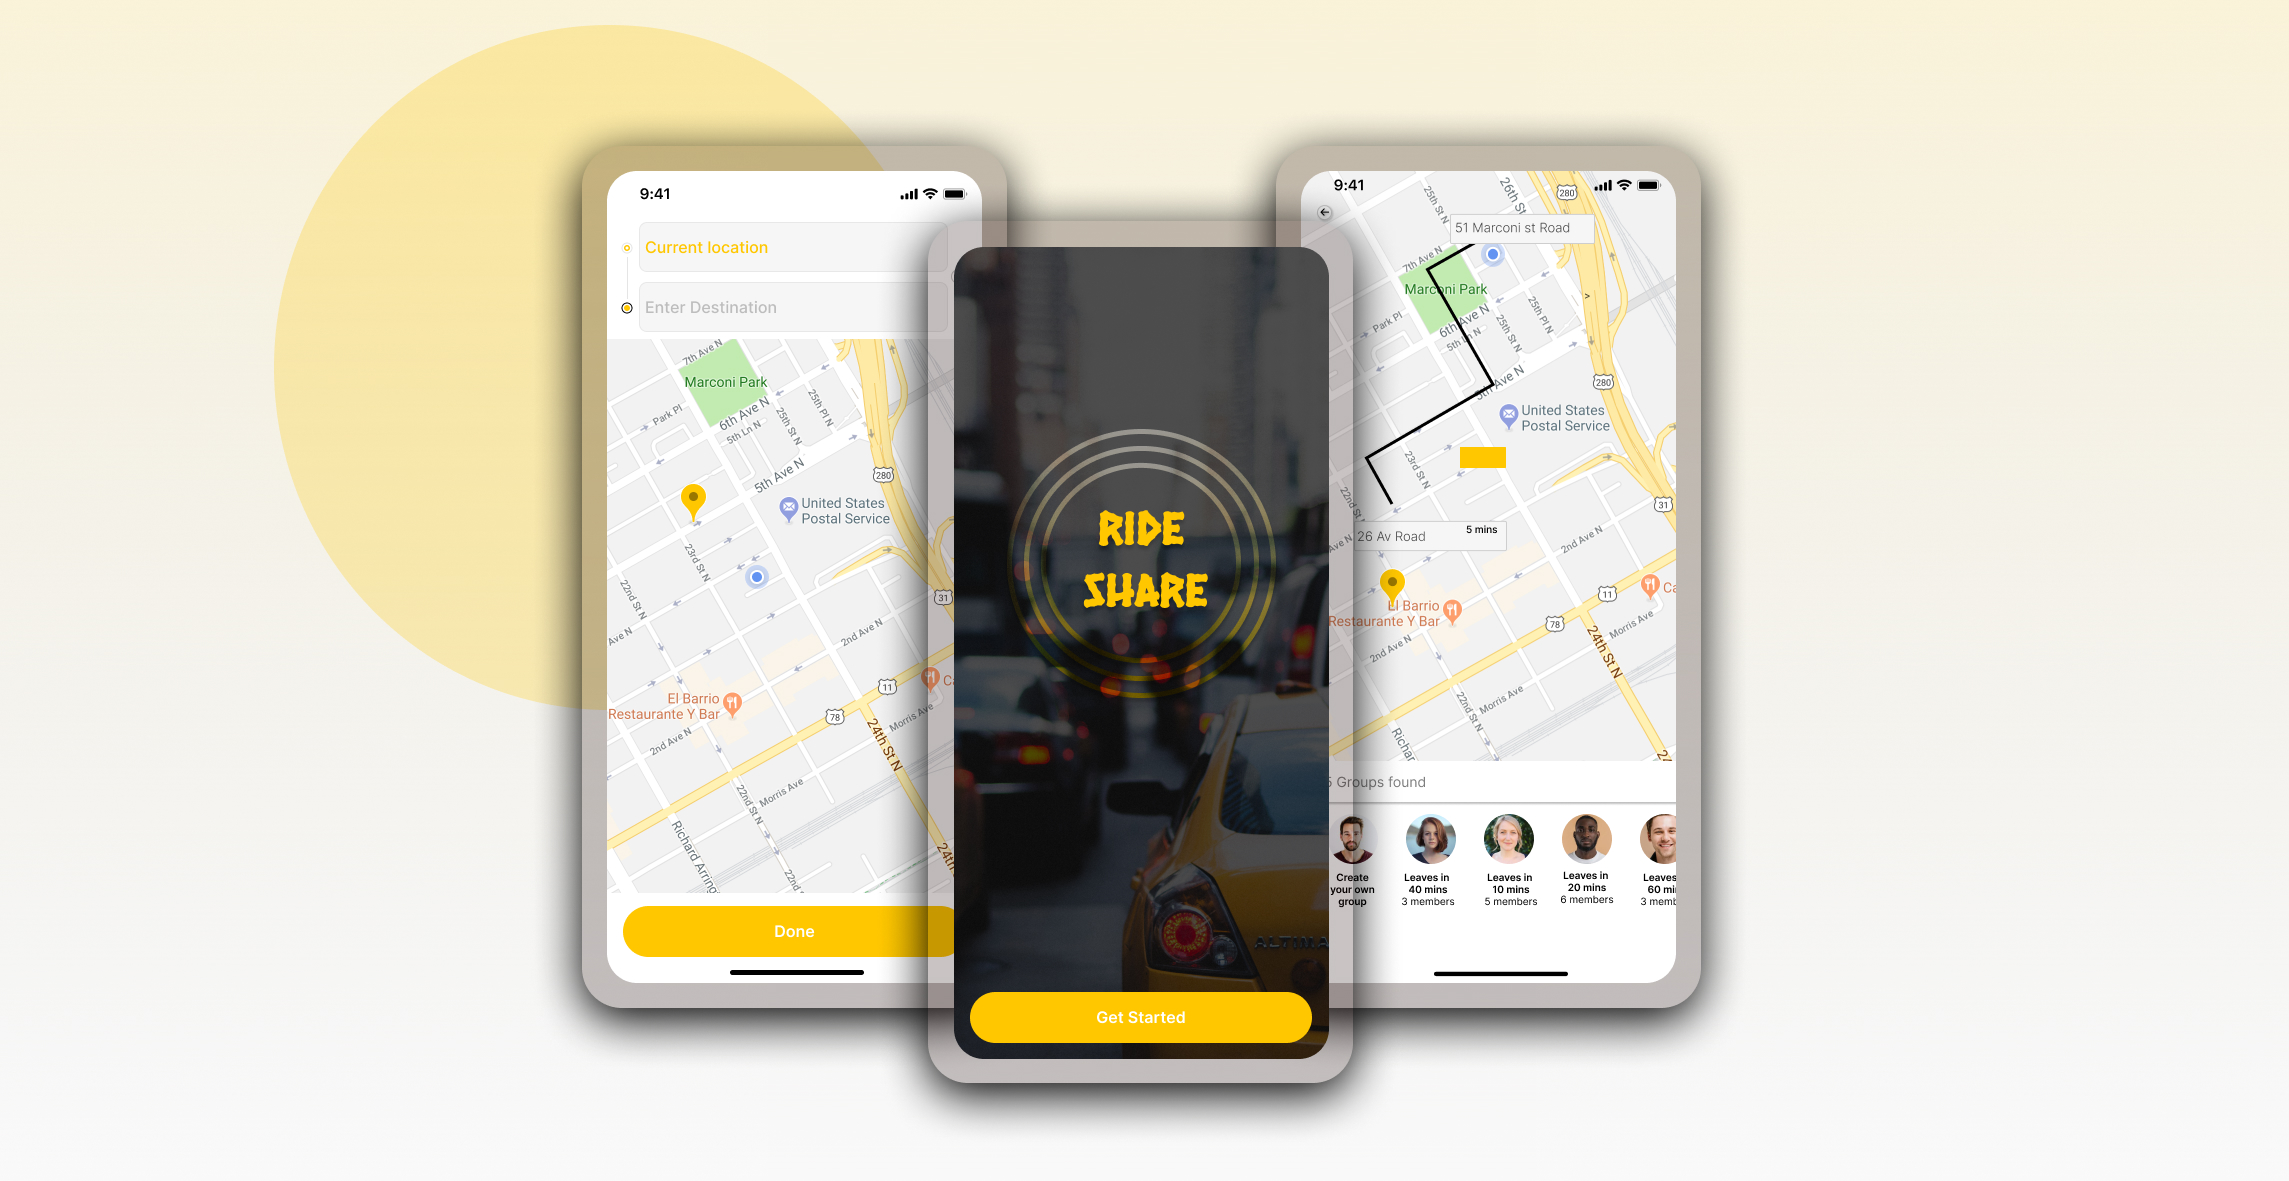 9:41
Current location
Enter Destination
7th Ave N
Marconi Park
Park Pl
6th Ave N
5th Ln N
25th St N
25th Pl N
5th Ave N
280
United States
Postal Service
23rd St N
22nd St N
Ave N
31
2nd Ave N
El Barrio
Restaurante Y Bar
11
78
Morris Ave
2nd Ave N
24th St N
22nd St N
Morris Ave
Richard Arring
22nd
24th
Ca
Done
RIDE
SHARE
ALTIMA
Get Started
9:41
25th St N
26th St
280
51 Marconi st Road
7th Ave N
Marconi Park
6th Ave N
5th Ln N
Park Pl
25th St N
25th Pl N
280
5th Ave N
United States
Postal Service
23rd St N
22nd
31
5 mins
26 Av Road
Ave N
2nd Ave N
El Barrio
Restaurante Y Bar
11
Ca
78
Morris Ave
2nd Ave N
24th St N
22nd St N
Morris Ave
Richar
2
5 Groups found
Create
your own
group
Leaves in
40 mins
3 members
Leaves in
10 mins
5 members
Leaves in
20 mins
6 members
Leaves
60 mi
3 memb